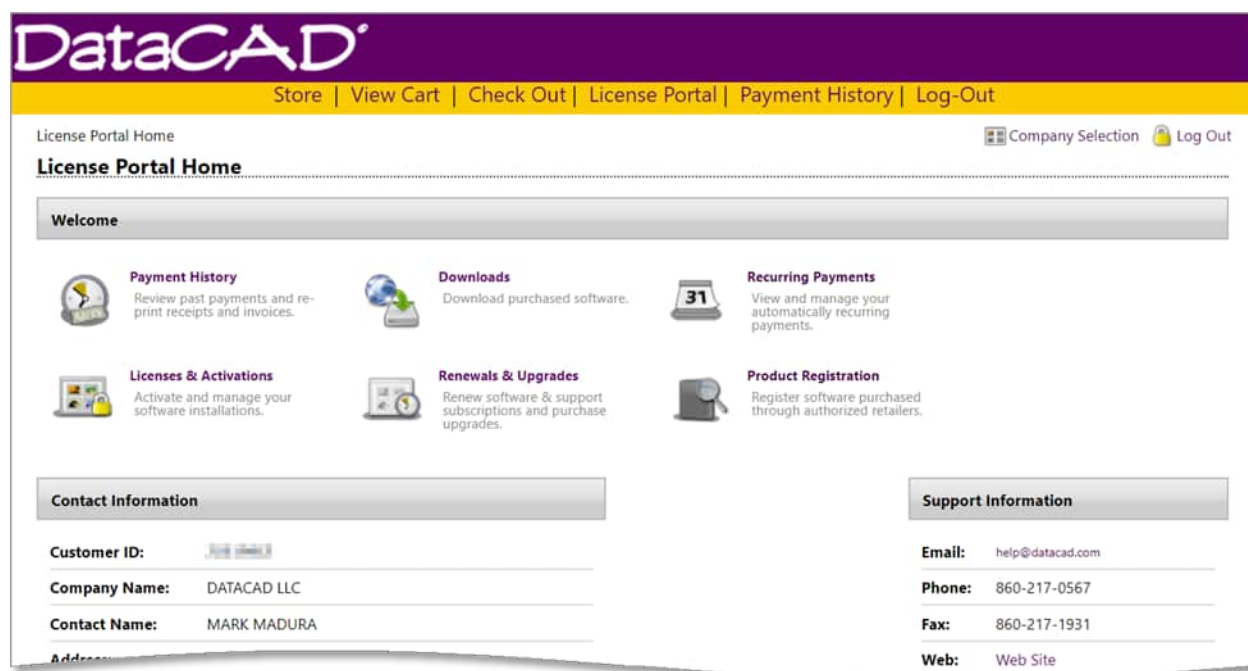 DataCAD
Store | View Cart | Check Out | License Portal | Payment History | Log-Out
License Portal Home
Company Selection
Log Out
License Portal Home
Welcome
Payment History
Review past payments and re-
print receipts and invoices.
Downloads
Download purchased software.
31
Recurring Payments
View and manage your
automatically recurring
payments.
Licenses & Activations
Activate and manage your
software installations.
Renewals & Upgrades
Renew software & support
subscriptions and purchase
upgrades.
Product Registration
Register software purchased
through authorized retailers.
Contact Information
Customer ID:
Company Name: DATACAD LLC
Contact Name: MARK MADURA
Support Information
Email: help@datacad.com
Phone: 860-217-0567
Fax: 860-217-1931
Web: Web Site